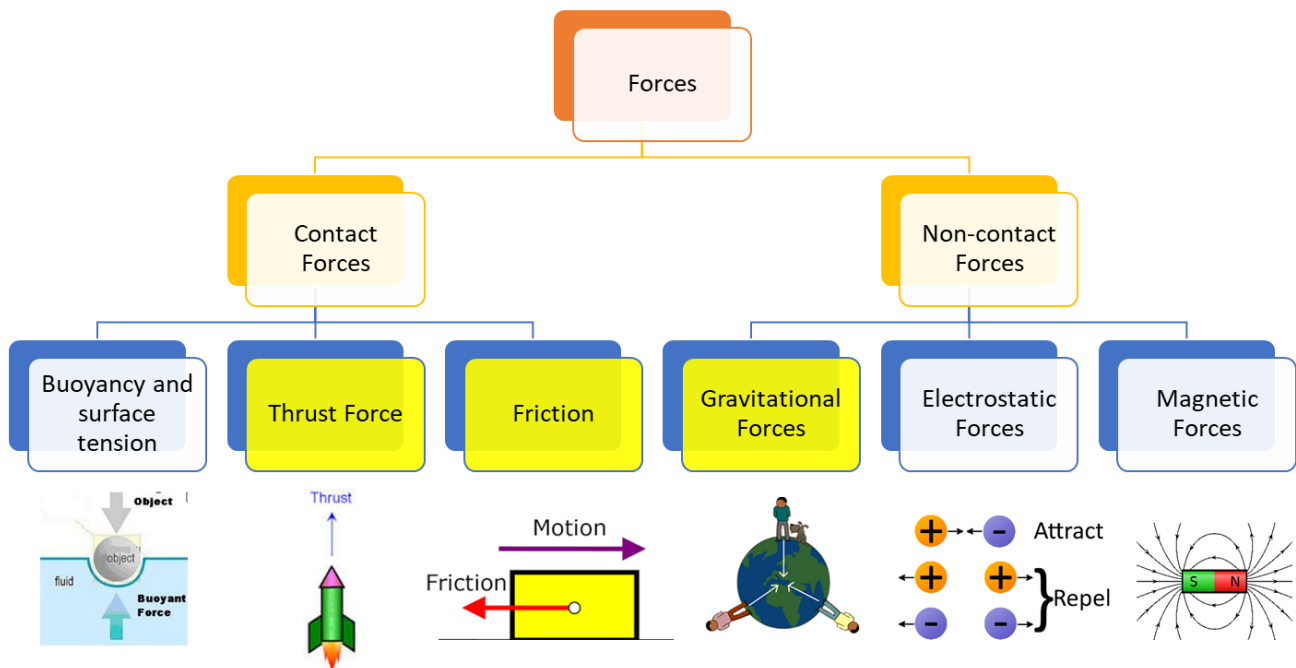 Forces
Contact
Forces
Non-contact
Forces
Buoyancy and
surface
tension
Thrust Force
Friction
Gravitational
Forces
Electrostatic
Forces
Magnetic
Forces
Object
object
fluid
Buoyant
Force
Thrust
Motion
Friction
+
-
Attract
+
+
Repel
-
-
S
N